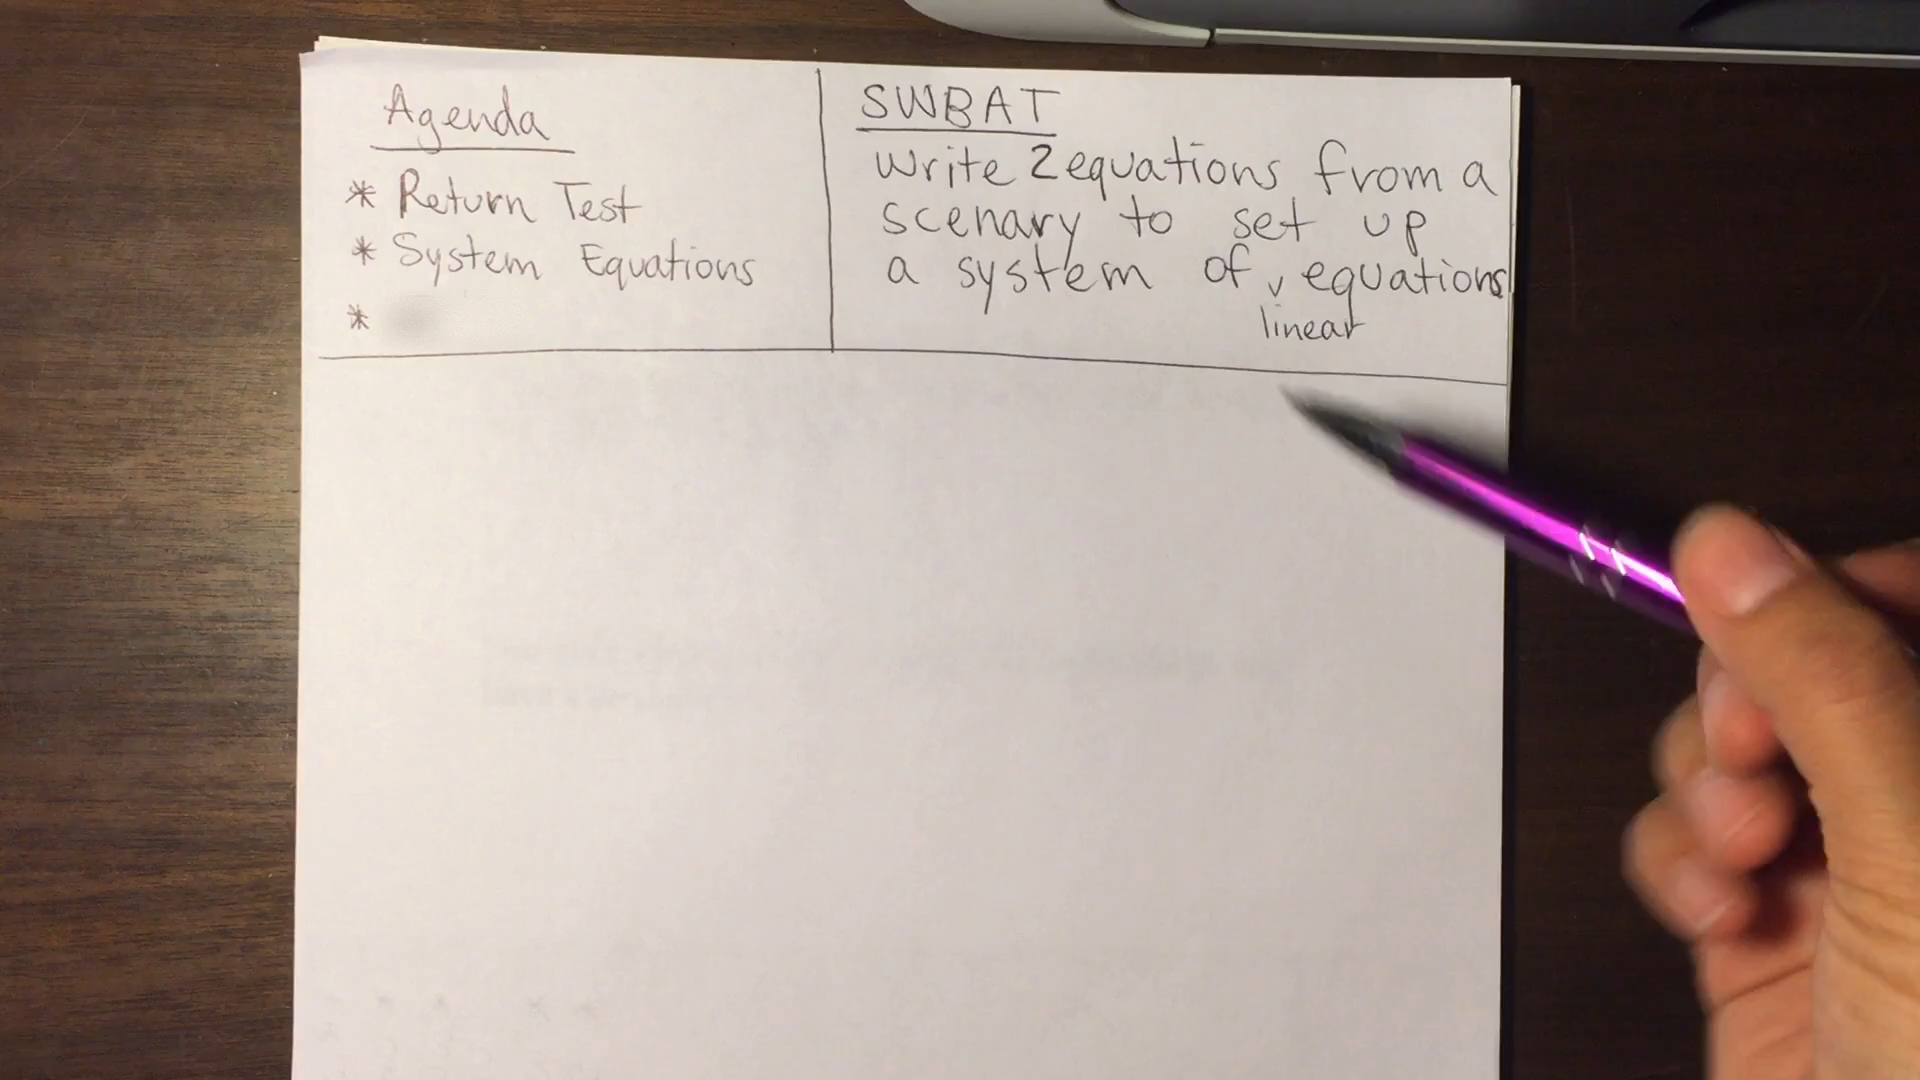 Agenda
* Return Test
* System Equations
*
SWBAT
Write 2 equations from a
scenary to set up
a system of v equations
linear